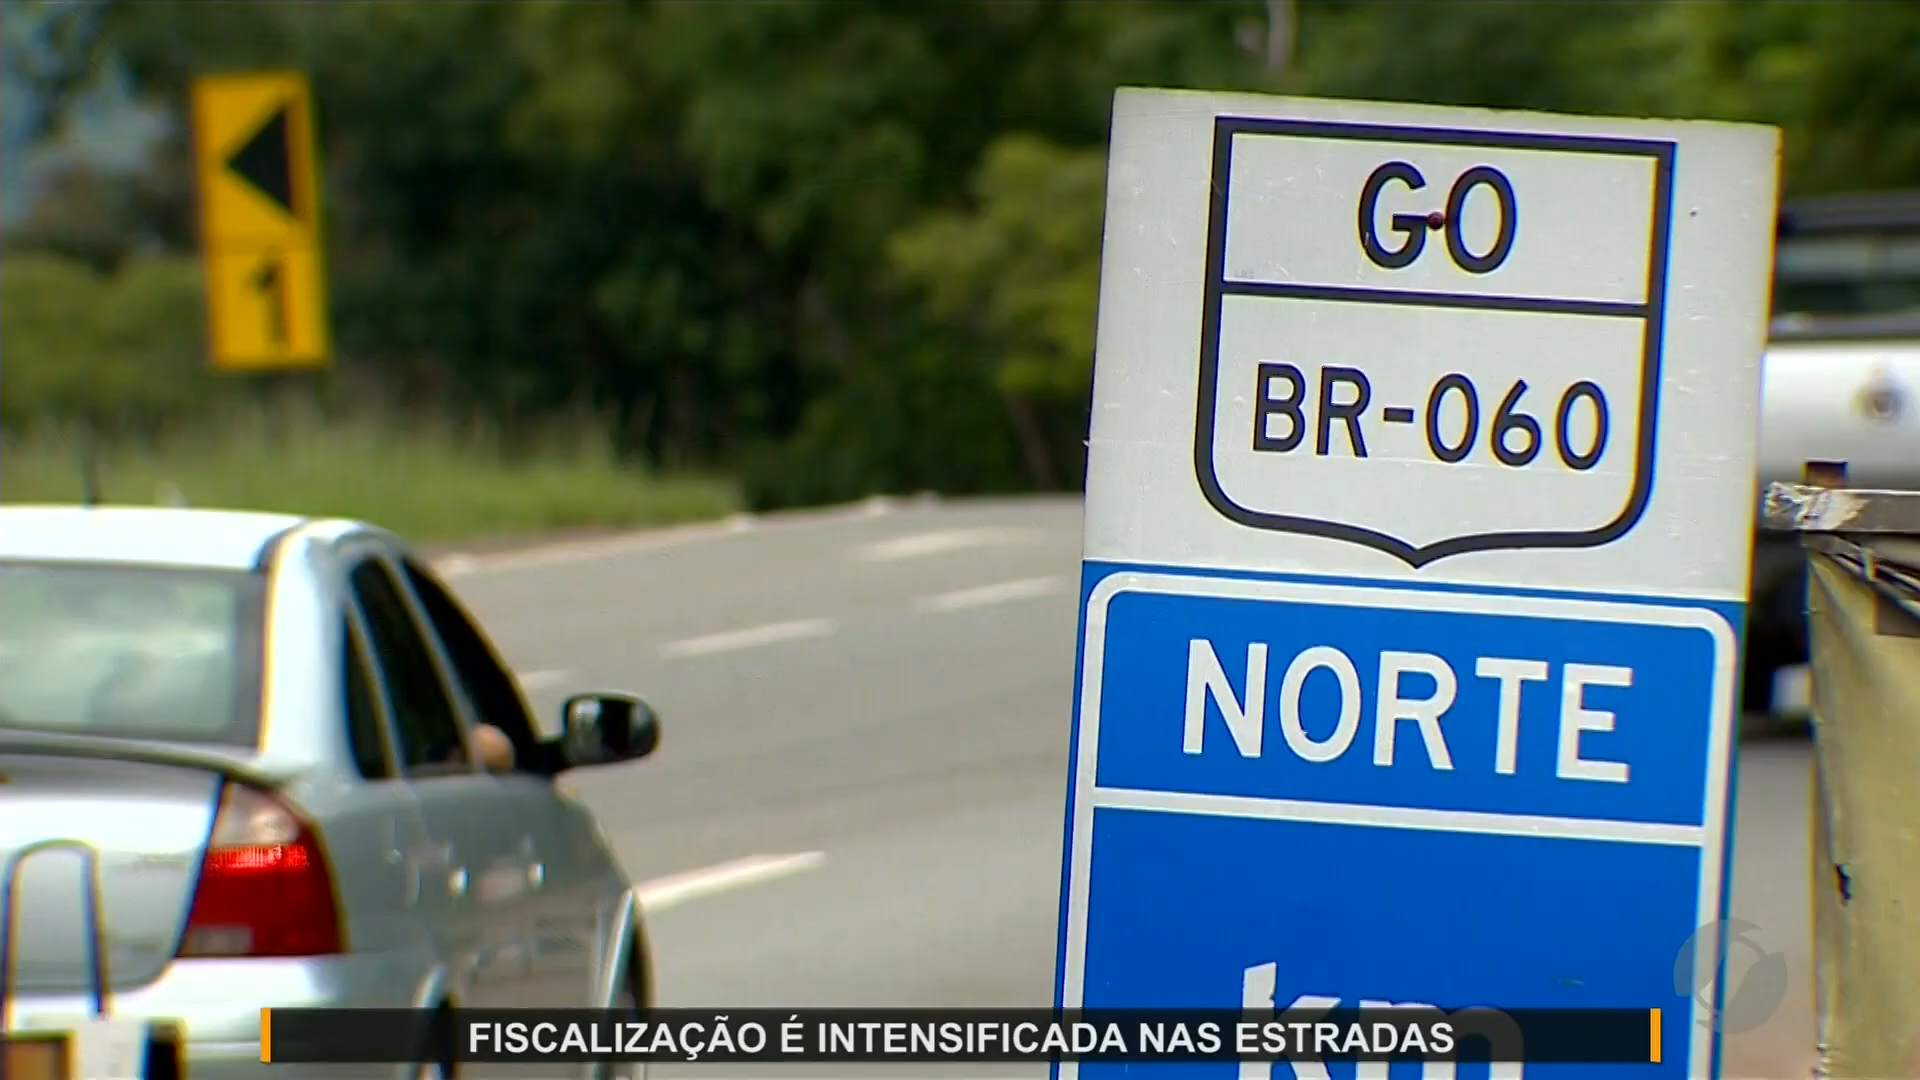 1
GO
BR-060
NORTE
km
FISCALIZAÇÃO É INTENSIFICADA NAS ESTRADAS